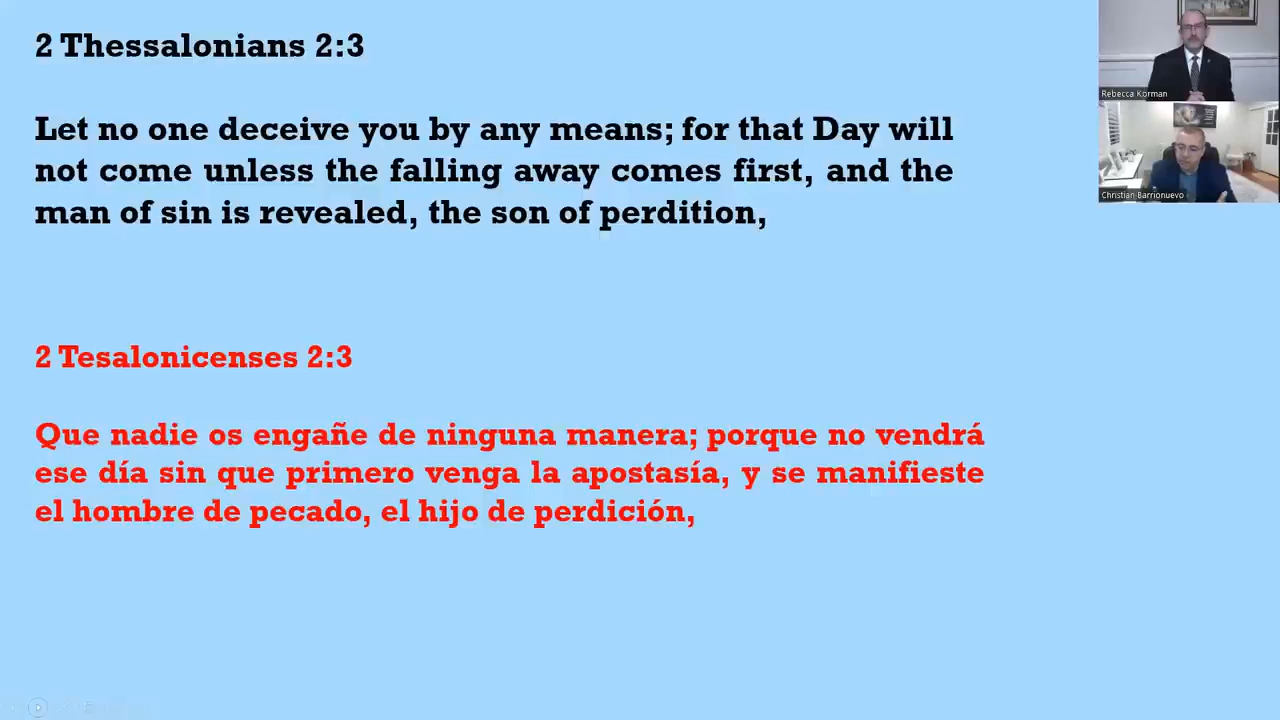 2 Thessalonians 2:3
Let no one deceive you by any means; for that Day will
not come unless the falling away comes first, and the
man of sin is revealed, the son of perdition,
2 Tesalonicenses 2:3
Que nadie os engañe de ninguna manera; porque no vendrá
ese día sin que primero venga la apostasía, y se manifieste
el hombre de pecado, el hijo de perdición,
Rebecca Korman
Christian Barrionuevo